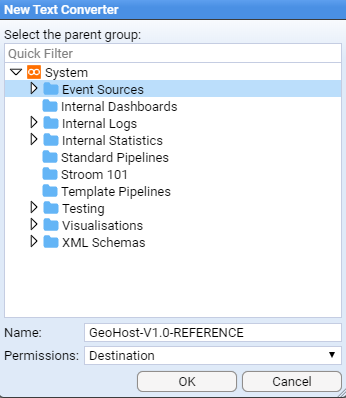 New Text Converter
Select the parent group:
Quick Filter
System
Event Sources
Internal Dashboards
Internal Logs
Internal Statistics
Standard Pipelines
Stroom 101
Template Pipelines
Testing
Visualisations
XML Schemas
Name: GeoHost-V1.0-REFERENCE
Permissions: Destination
OK Cancel